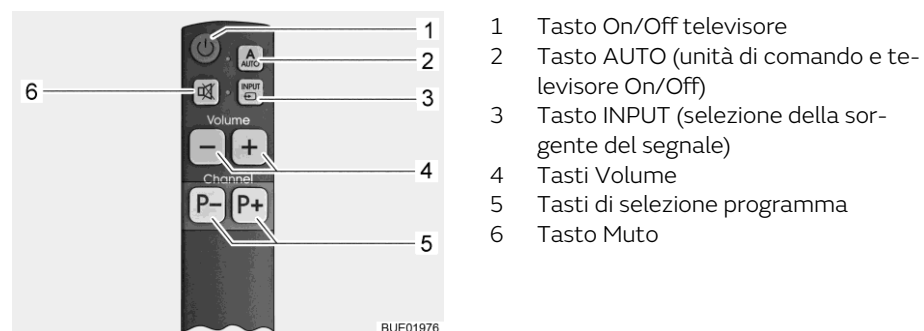 1
2
3
4
5
6
A
AUTO
INPUT
Volume
Channel
P− P+
BUE01976
1 Tasto On/Off televisore
2 Tasto AUTO (unità di comando e te-
levisore On/Off)
3 Tasto INPUT (selezione della sor-
gente del segnale)
4 Tasti Volume
5 Tasti di selezione programma
6 Tasto Muto